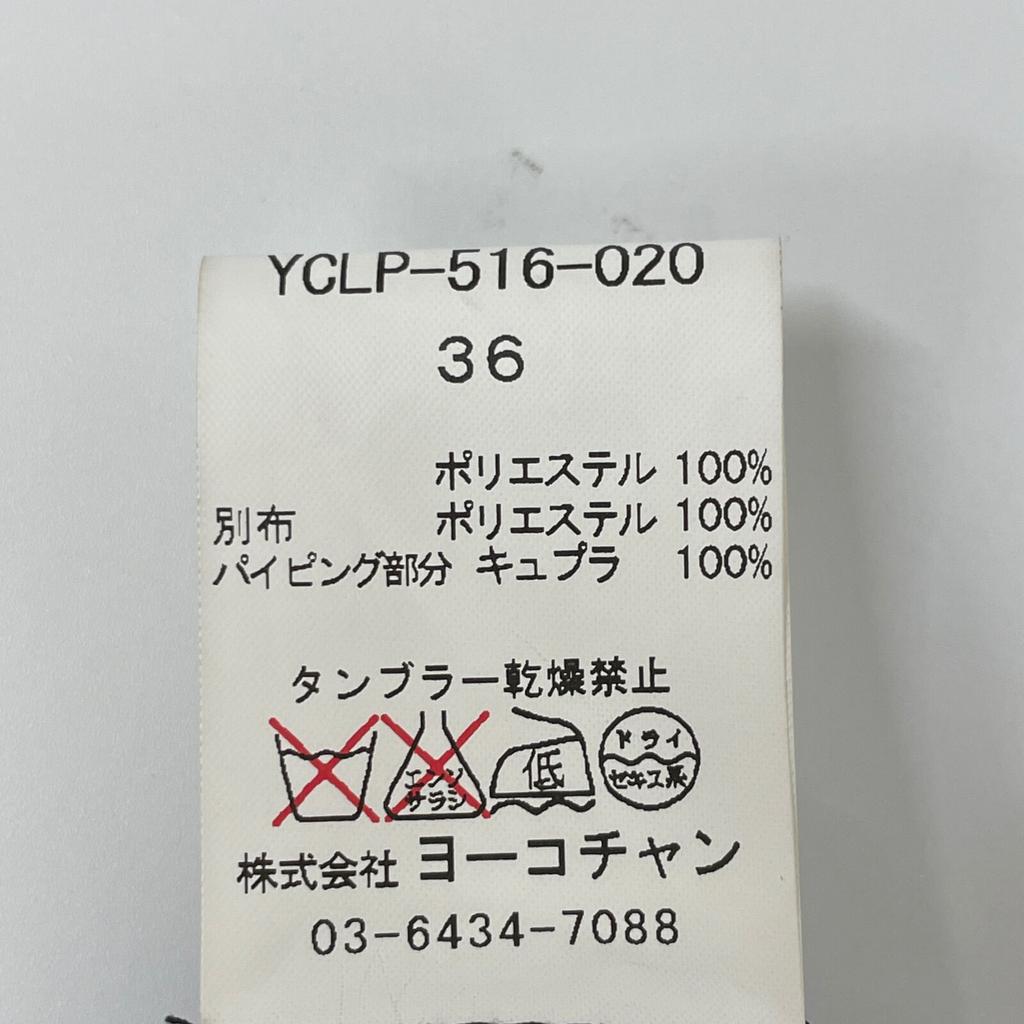 YCLP-516-020
36
ポリエステル 100%
別布 ポリエステル 100%
パイピング部分 キュプラ 100%
タンブラー乾燥禁止
エンソ
サラシ
低
ドライ
セキユ系
株式会社 ヨーコチャン
03-6434-7088